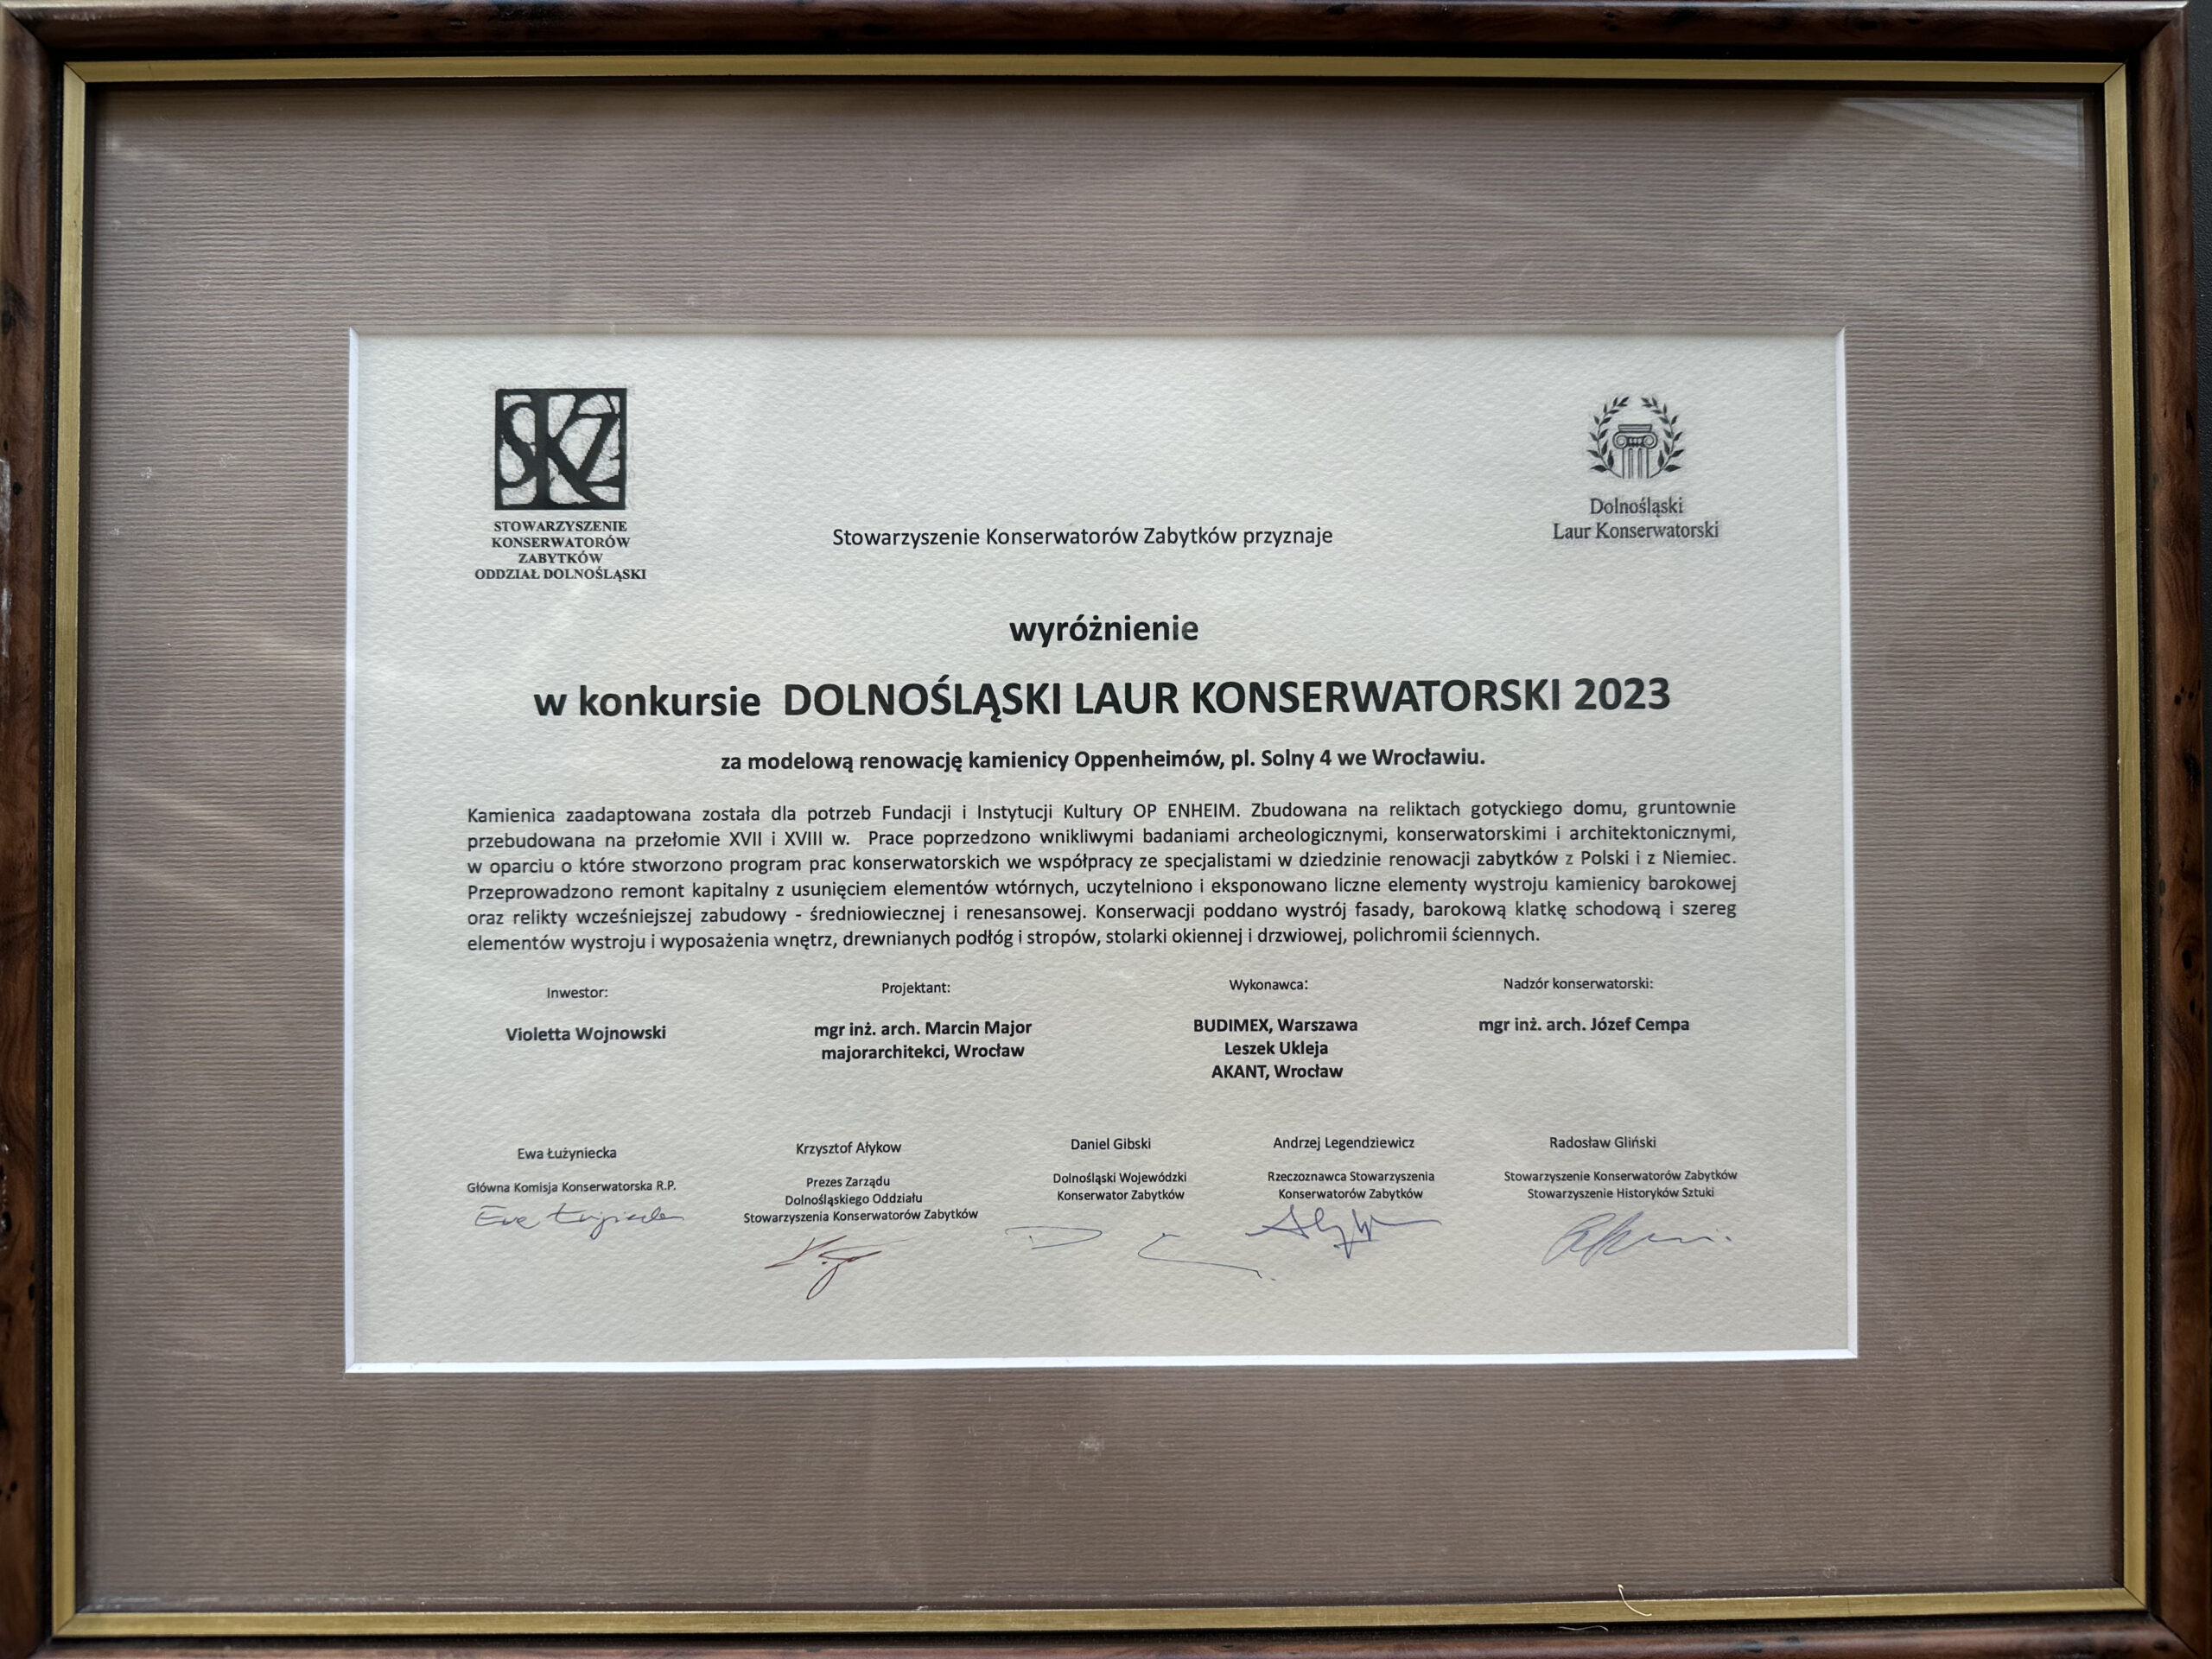 SKZ
STOWARZYSZENIE
KONSERWATORÓW
ZABYTKÓW
ODDZIAŁ DOLNOŚLĄSKI
Dolnośląski
Laur Konserwatorski
Stowarzyszenie Konserwatorów Zabytków przyznaje
wyróżnienie
w konkursie DOLNOŚLĄSKI LAUR KONSERWATORSKI 2023
za modelową renowację kamienicy Oppenheimów, pl. Solny 4 we Wrocławiu.
Kamienica zaadaptowana została dla potrzeb Fundacji i Instytucji Kultury OP ENHEIM. Zbudowana na reliktach gotyckiego domu, gruntownie
przebudowana na przełomie XVII i XVIII w. Prace poprzedzono wnikliwymi badaniami archeologicznymi, konserwatorskimi i architektonicznymi,
w oparciu o które stworzono program prac konserwatorskich we współpracy ze specjalistami w dziedzinie renowacji zabytków z Polski i z Niemiec.
Przeprowadzono remont kapitalny z usunięciem elementów wtórnych, uczytelniono i eksponowano liczne elementy wystroju kamienicy barokowej
oraz relikty wcześniejszej zabudowy - średniowiecznej i renesansowej. Konserwacji poddano wystrój fasady, barokową klatkę schodową i szereg
elementów wystroju i wyposażenia wnętrz, drewnianych podłóg i stropów, stolarki okiennej i drzwiowej, polichromii ściennych.
Inwestor:
Violetta Wojnowski
Projektant:
mgr inż. arch. Marcin Major
majorarchitekci, Wrocław
Wykonawca:
BUDIMEX, Warszawa
Leszek Ukleja
AKANT, Wrocław
Nadzór konserwatorski:
mgr inż. arch. Józef Cempa
Ewa Łużyniecka
Główna Komisja Konserwatorska R.P.
Krzysztof Ałykow
Prezes Zarządu
Dolnośląskiego Oddziału
Stowarzyszenia Konserwatorów Zabytków
Daniel Gibski
Dolnośląski Wojewódzki
Konserwator Zabytków
Andrzej Legendziewicz
Rzeczoznawca Stowarzyszenia
Konserwatorów Zabytków
Radosław Gliński
Stowarzyszenie Konserwatorów Zabytków
Stowarzyszenie Historyków Sztuki